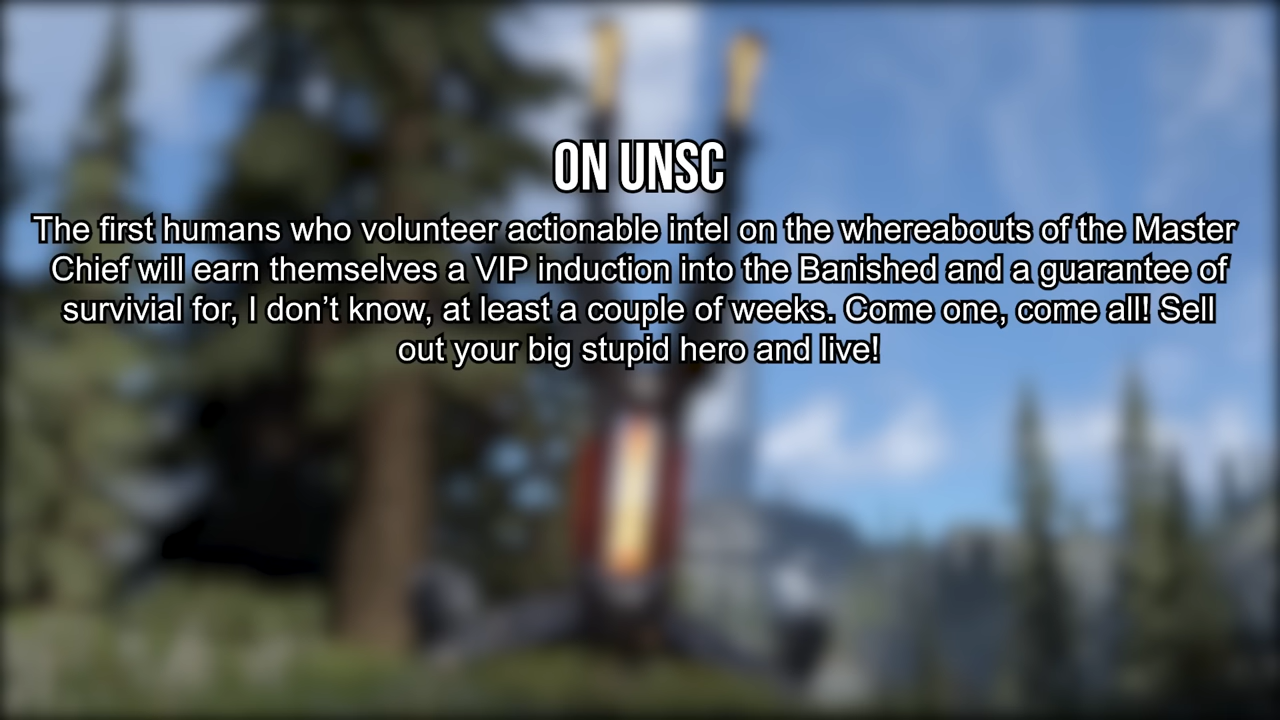 ON UNSC
The first humans who volunteer actionable intel on the whereabouts of the Master
Chief will earn themselves a VIP induction into the Banished and a guarantee of
survivial for, I don’t know, at least a couple of weeks. Come one, come all! Sell
out your big stupid hero and live!